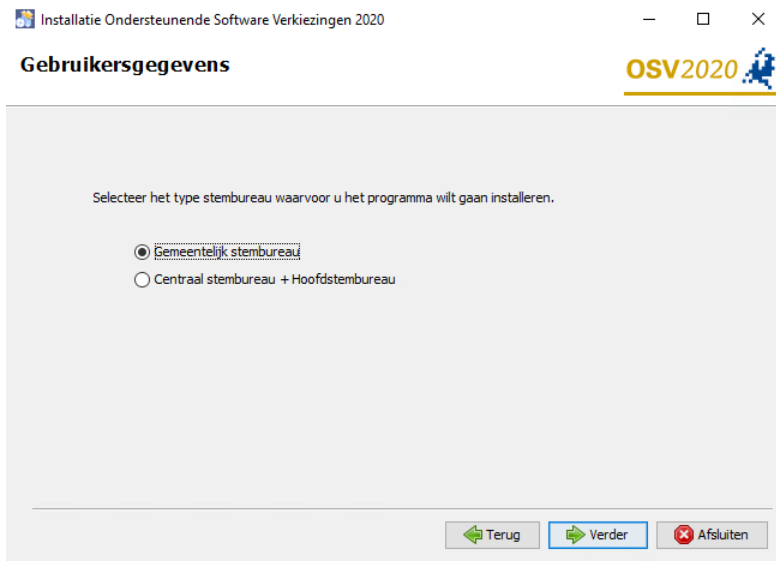 Installatie Ondersteunende Software Verkiezingen 2020
Gebruikersgegevens
OSV2020
Selecteer het type stembureau waarvoor u het programma wilt gaan installeren.
Gemeentelijk stembureau
Centraal stembureau + Hoofdstembureau
Terug
Verder
Afsluiten